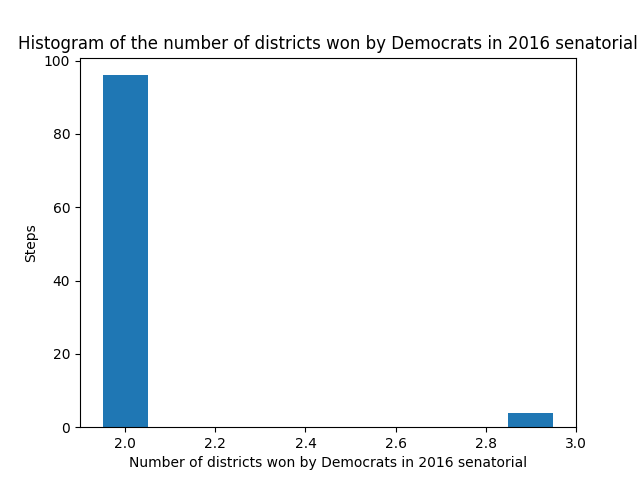 Histogram of the number of districts won by Democrats in 2016 senatorial
100
80
60
40
20
0
Steps
2.0 2.2 2.4 2.6 2.8 3.0
Number of districts won by Democrats in 2016 senatorial